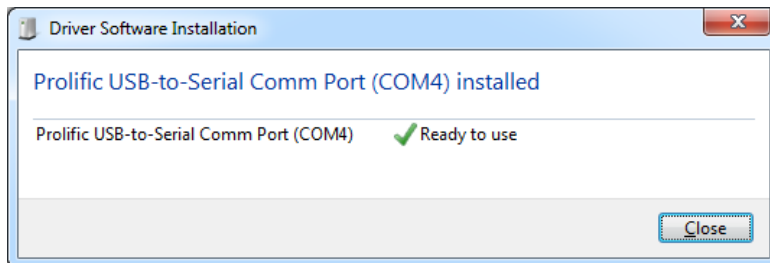 Driver Software Installation
Prolific USB-to-Serial Comm Port (COM4) installed
Prolific USB-to-Serial Comm Port (COM4) Ready to use
Close